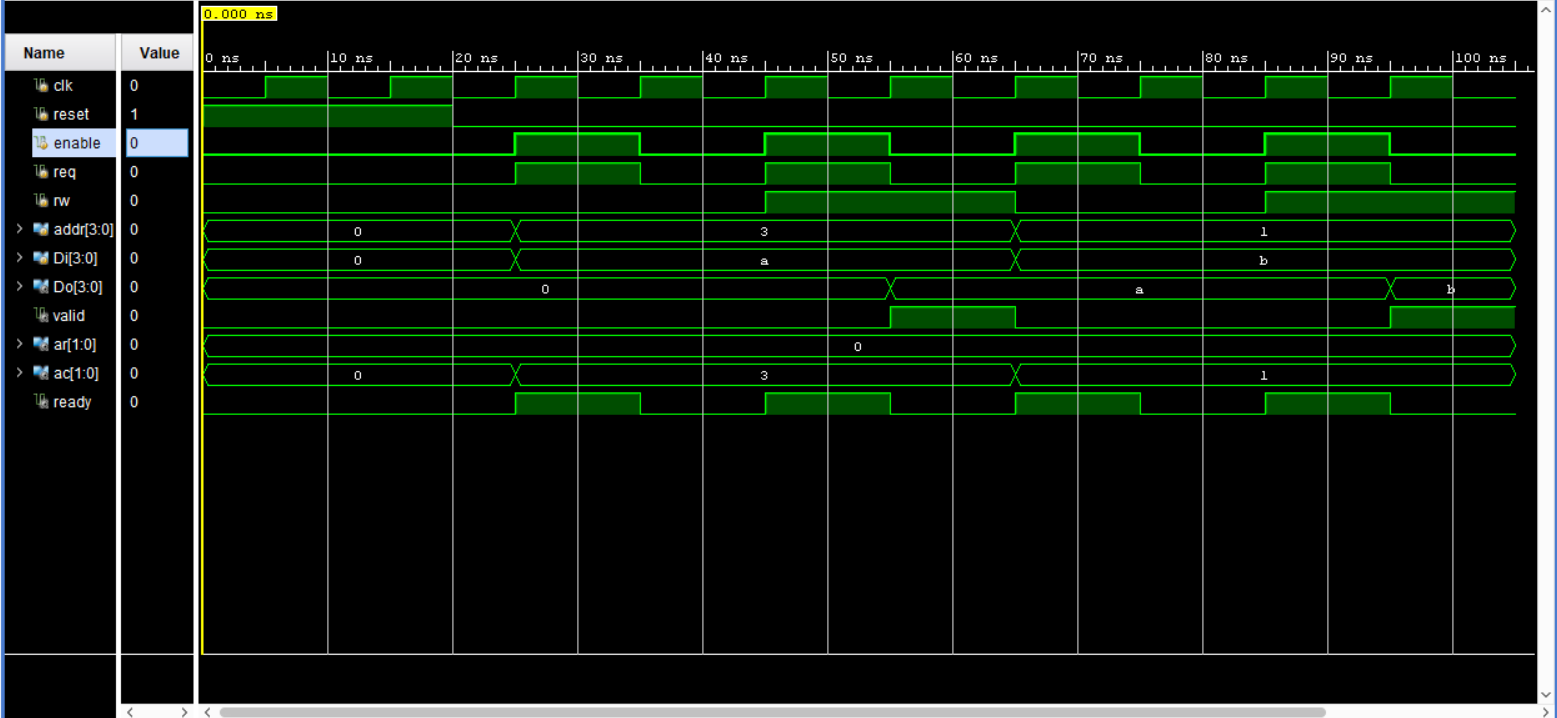 0.000 ns
Name Value
0 ns 10 ns 20 ns 30 ns 40 ns 50 ns 60 ns 70 ns 80 ns 90 ns 100 ns
clk 0
reset 1
enable 0
req 0
rw 0
> addr[3:0] 0 0 3 1
> Di[3:0] 0 0 a b
> Do[3:0] 0 0 a b
valid 0
> ar[1:0] 0 0
> ac[1:0] 0 0 3 1
ready 0